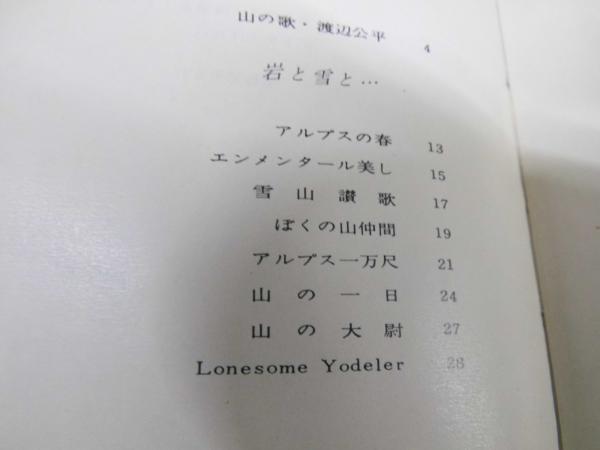 山の歌・渡辺公平 4
岩と雪と…
アルプスの春 13
エンメンタール美し 15
雪山讃歌 17
ぼくの山仲間 19
アルプス一万尺 21
山の一日 24
山の大尉 27
Lonesome Yodeler 28